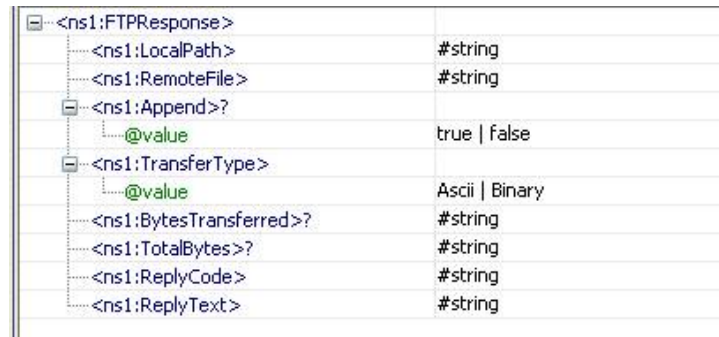 <ns1:FTPResponse>
<ns1:LocalPath> #string
<ns1:RemoteFile> #string
<ns1:Append>?
@value true | false
<ns1:TransferType>
@value Ascii | Binary
<ns1:BytesTransferred>? #string
<ns1:TotalBytes>? #string
<ns1:ReplyCode> #string
<ns1:ReplyText> #string